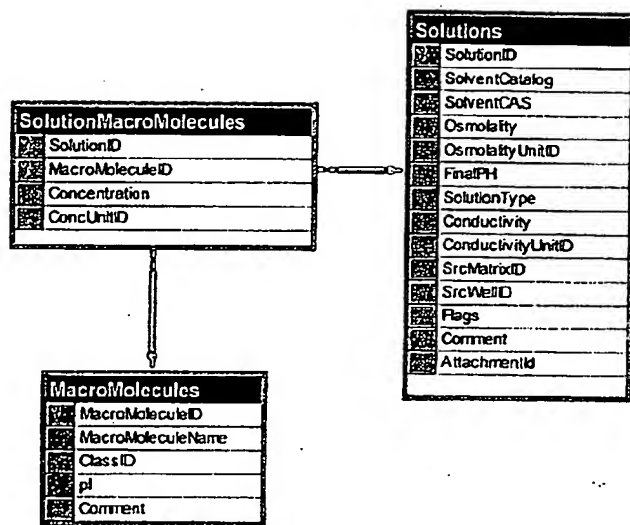 SolutionMacroMolecules
SolutionID
MacroMoleculeID
Concentration
ConcUnitID
MacroMolecules
MacroMoleculeID
MacroMoleculeName
ClassID
pI
Comment
Solutions
SolutionID
SolventCatalog
SolventCAS
Osmolality
OsmolalityUnitID
FinalPH
SolutionType
Conductivity
ConductivityUnitID
SrcMatrixID
SrcWellID
Flags
Comment
AttachmentId